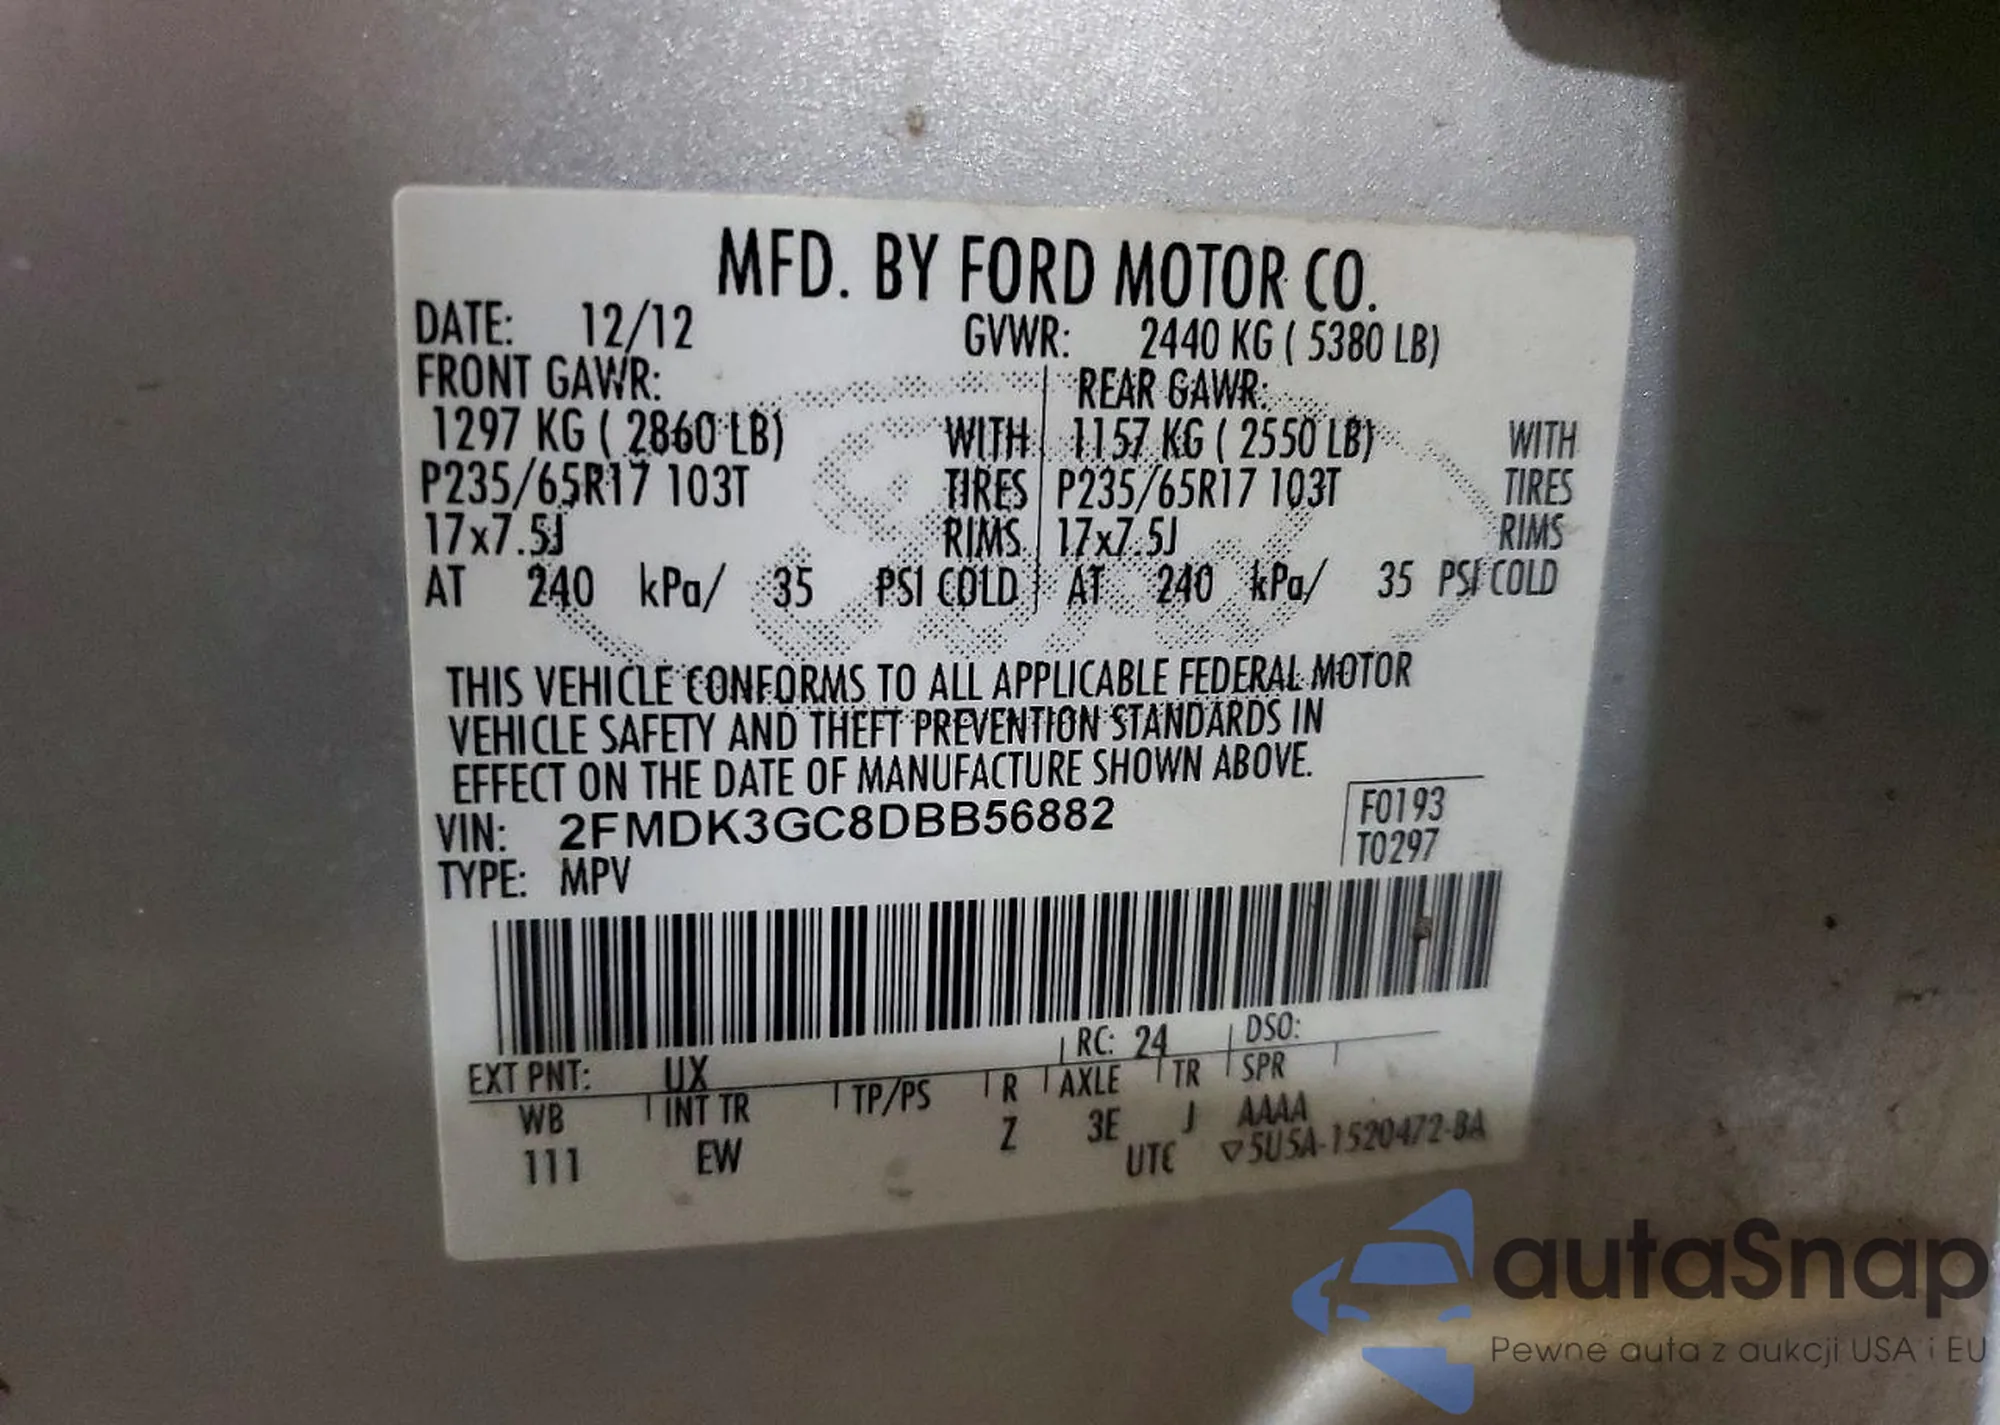 MFD. BY FORD MOTOR CO.
DATE: 12/12 GVWR: 2440 KG ( 5380 LB)
FRONT GAWR: REAR GAWR:
1297 KG ( 2860 LB) WITH 1157 KG ( 2550 LB) WITH
P235/65R17 103T TIRES P235/65R17 103T TIRES
17x7.5J RIMS 17x7.5J RIMS
AT 240 kPa/ 35 PSI COLD AT 240 kPa/ 35 PSI COLD
THIS VEHICLE CONFORMS TO ALL APPLICABLE FEDERAL MOTOR
VEHICLE SAFETY AND THEFT PREVENTION STANDARDS IN
EFFECT ON THE DATE OF MANUFACTURE SHOWN ABOVE.
VIN: 2FMDK3GC8DBB56882 F0193
TYPE: MPV T0297
EXT PNT: UX RC: 24 DSO:
WB INT TR TP/PS R AXLE TR SPR
111 EW Z 3E J AAAA
UTC ▽5U5A-1520472-BA
autaSnap
Pewne auta z aukcji USA i EU